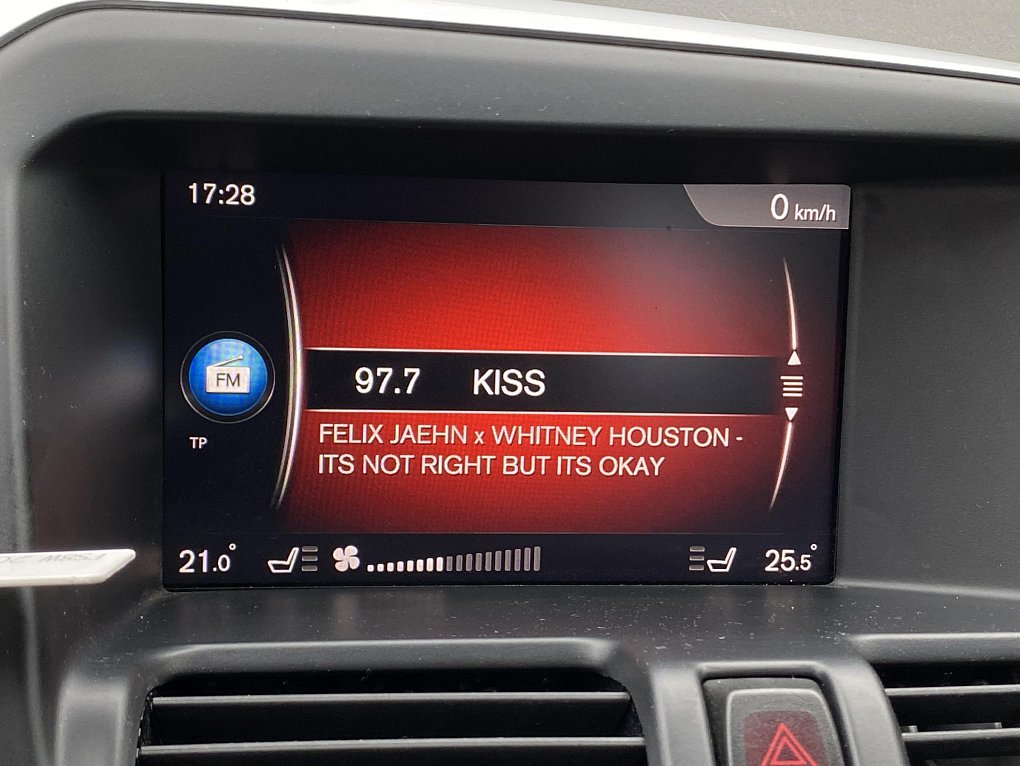 17:28
0 km/h
FM
97.7 KISS
TP
FELIX JAEHN x WHITNEY HOUSTON -
ITS NOT RIGHT BUT ITS OKAY
21.0° 25.5°